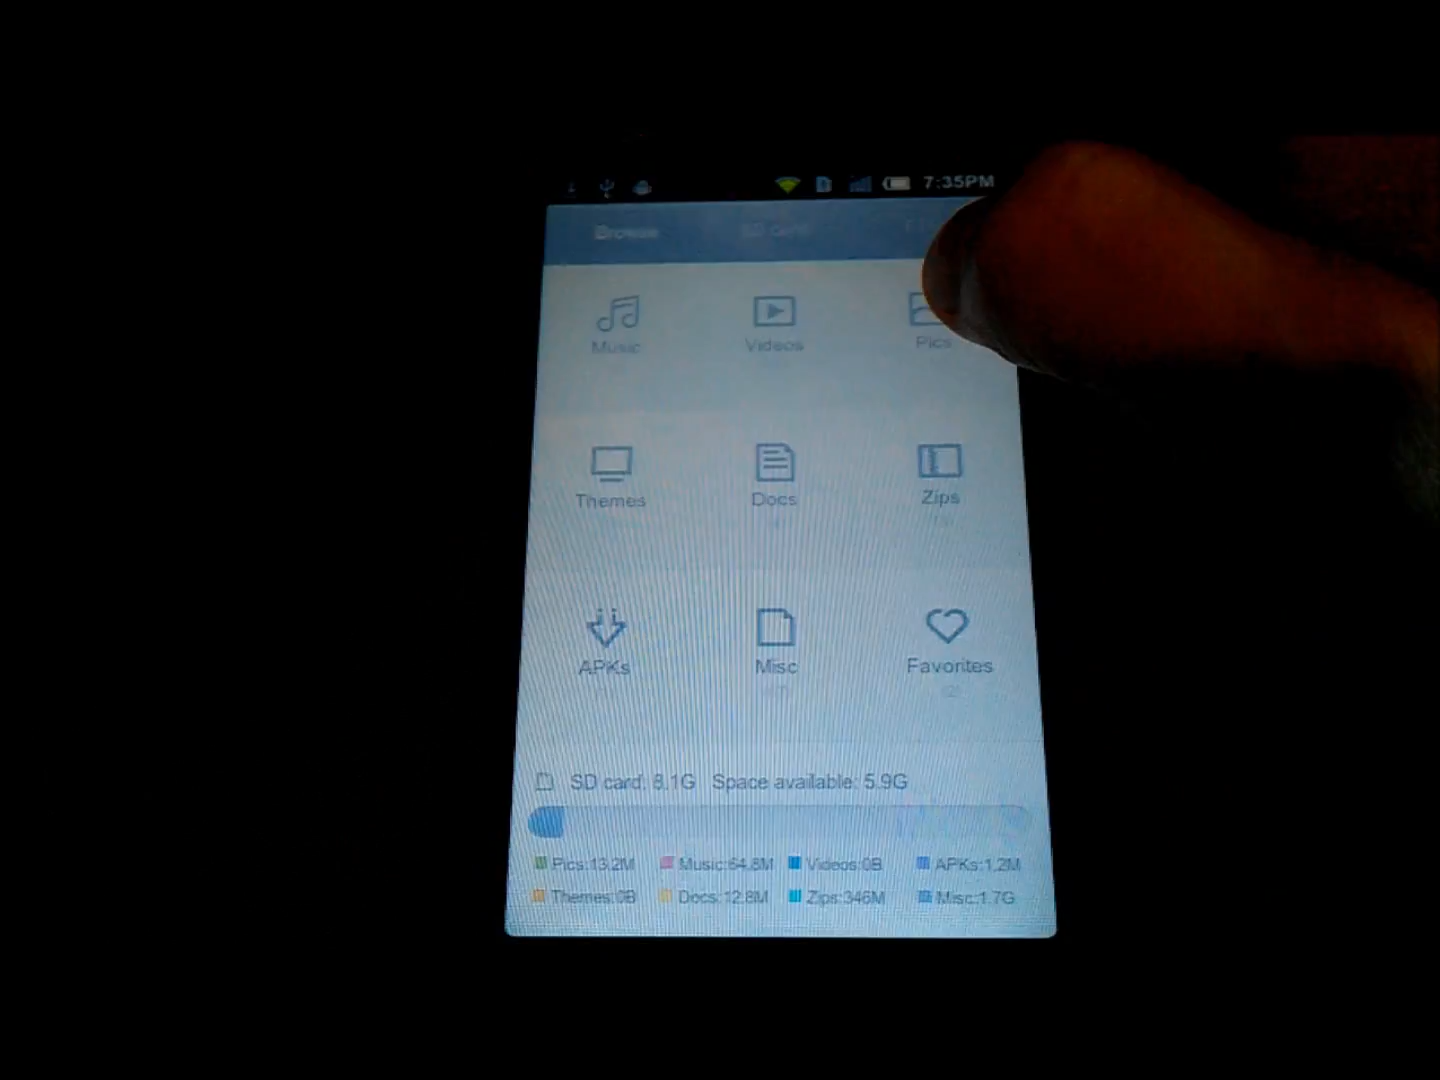 7:35PM
Browse SD card
Music Videos Pics
Themes Docs Zips
APKs Misc Favorites
SD card: 8.1G Space available: 5.9G
Pics:13.2M Music:64.8M Videos:0B APKs:1.2M
Themes:0B Docs:12.8M Zips:346M Misc:1.7G